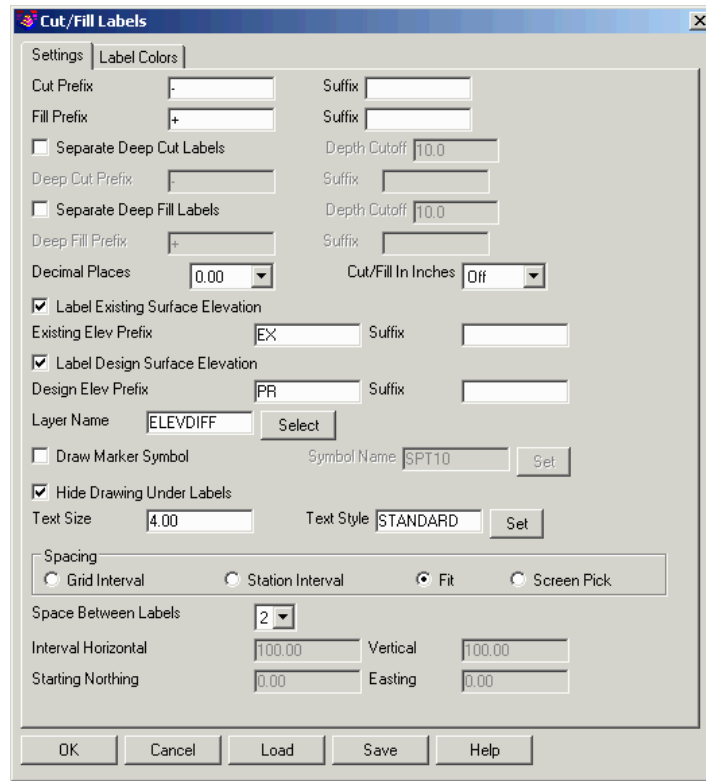 Cut/Fill Labels
Settings Label Colors
Cut Prefix - Suffix
Fill Prefix + Suffix
Separate Deep Cut Labels Depth Cutoff 10.0
Deep Cut Prefix - Suffix
Separate Deep Fill Labels Depth Cutoff 10.0
Deep Fill Prefix + Suffix
Decimal Places 0.00 Cut/Fill In Inches Off
Label Existing Surface Elevation
Existing Elev Prefix EX Suffix
Label Design Surface Elevation
Design Elev Prefix PR Suffix
Layer Name ELEVDIFF Select
Draw Marker Symbol Symbol Name SPT10 Set
Hide Drawing Under Labels
Text Size 4.00 Text Style STANDARD Set
Spacing
Grid Interval Station Interval Fit Screen Pick
Space Between Labels 2
Interval Horizontal 100.00 Vertical 100.00
Starting Northing 0.00 Easting 0.00
OK Cancel Load Save Help